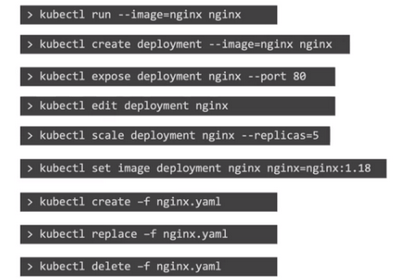 > kubectl run --image=nginx nginx
> kubectl create deployment --image=nginx nginx
> kubectl expose deployment nginx --port 80
> kubectl edit deployment nginx
> kubectl scale deployment nginx --replicas=5
> kubectl set image deployment nginx nginx=nginx:1.18
> kubectl create –f nginx.yaml
> kubectl replace –f nginx.yaml
> kubectl delete –f nginx.yaml